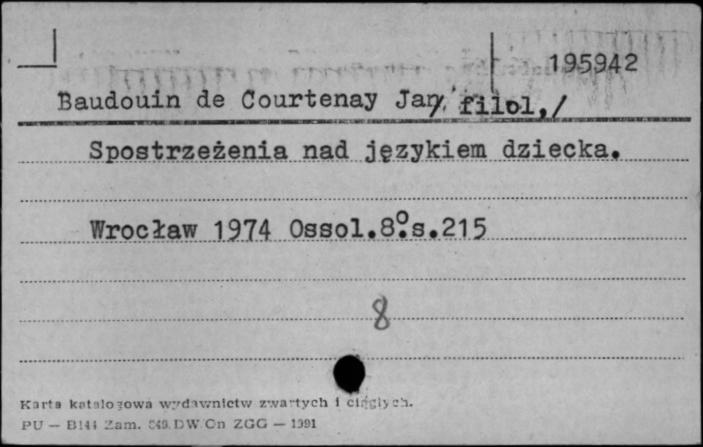 195942
Baudouin de Courtenay Jan/filol./
Spostrzeżenia nad językiem dziecka.
Wrocław 1974 Ossol.8°.s.215
8
Karta katalogowa wydawnictw zwartych i ciągłych.
PU — B144 Zam. 849. DW Cn ZGG — 1991